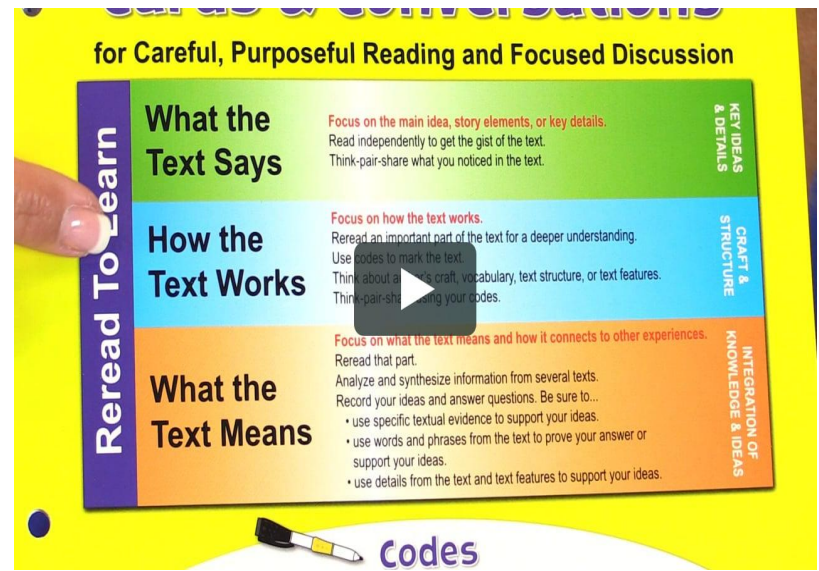 Cards & Conversations
for Careful, Purposeful Reading and Focused Discussion
Reread To Learn
What the
Text Says
Focus on the main idea, story elements, or key details.
Read independently to get the gist of the text.
Think-pair-share what you noticed in the text.
KEY IDEAS
& DETAILS
How the
Text Works
Focus on how the text works.
Reread an important part of the text for a deeper understanding.
Use codes to mark the text.
Think about author's craft, vocabulary, text structure, or text features.
Think-pair-share using your codes.
CRAFT &
STRUCTURE
What the
Text Means
Focus on what the text means and how it connects to other experiences.
Reread that part.
Analyze and synthesize information from several texts.
Record your ideas and answer questions. Be sure to...
• use specific textual evidence to support your ideas.
• use words and phrases from the text to prove your answer or
support your ideas.
• use details from the text and text features to support your ideas.
INTEGRATION OF
KNOWLEDGE & IDEAS
Codes